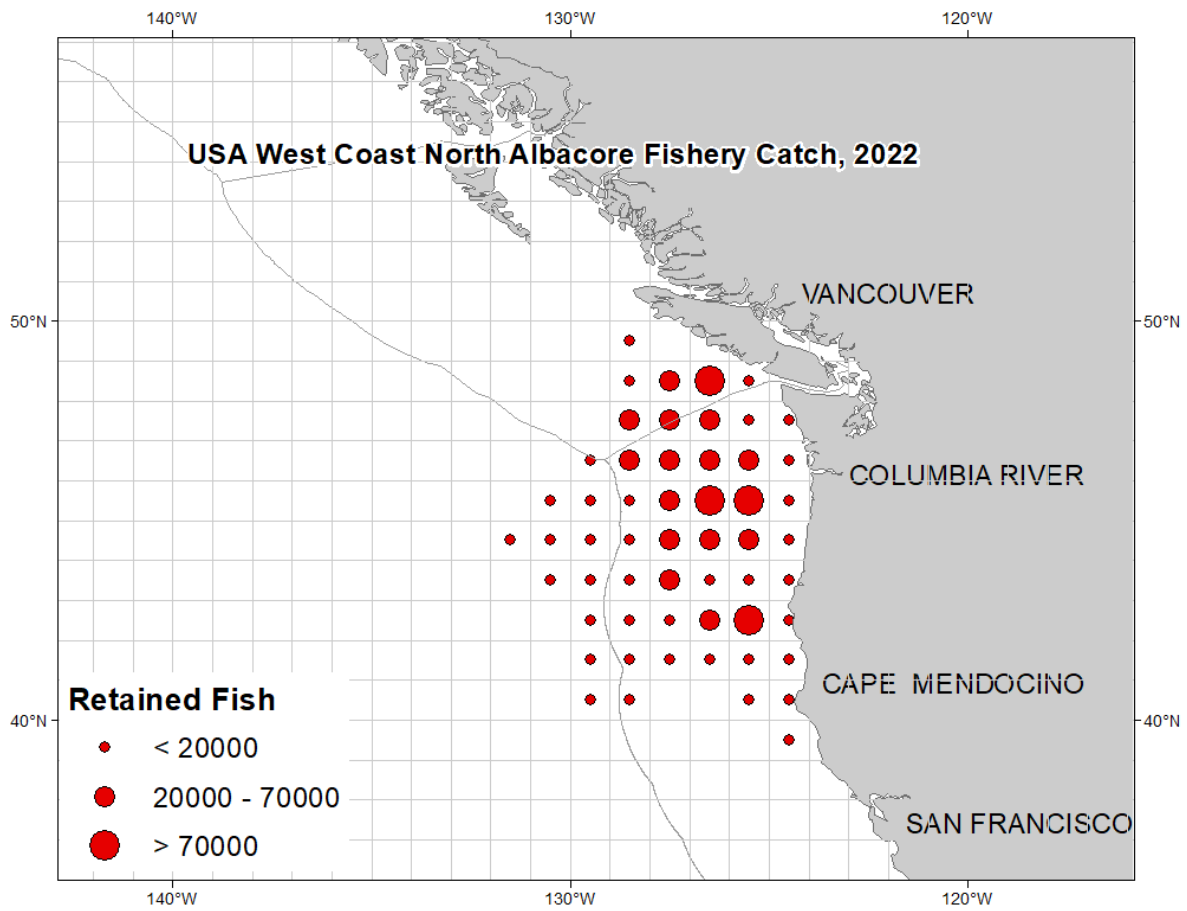 140°W 130°W 120°W
USA West Coast North Albacore Fishery Catch, 2022
VANCOUVER
50°N 50°N
COLUMBIA RIVER
CAPE MENDOCINO
Retained Fish
40°N 40°N
< 20000
20000 - 70000
SAN FRANCISCO
> 70000
140°W 130°W 120°W